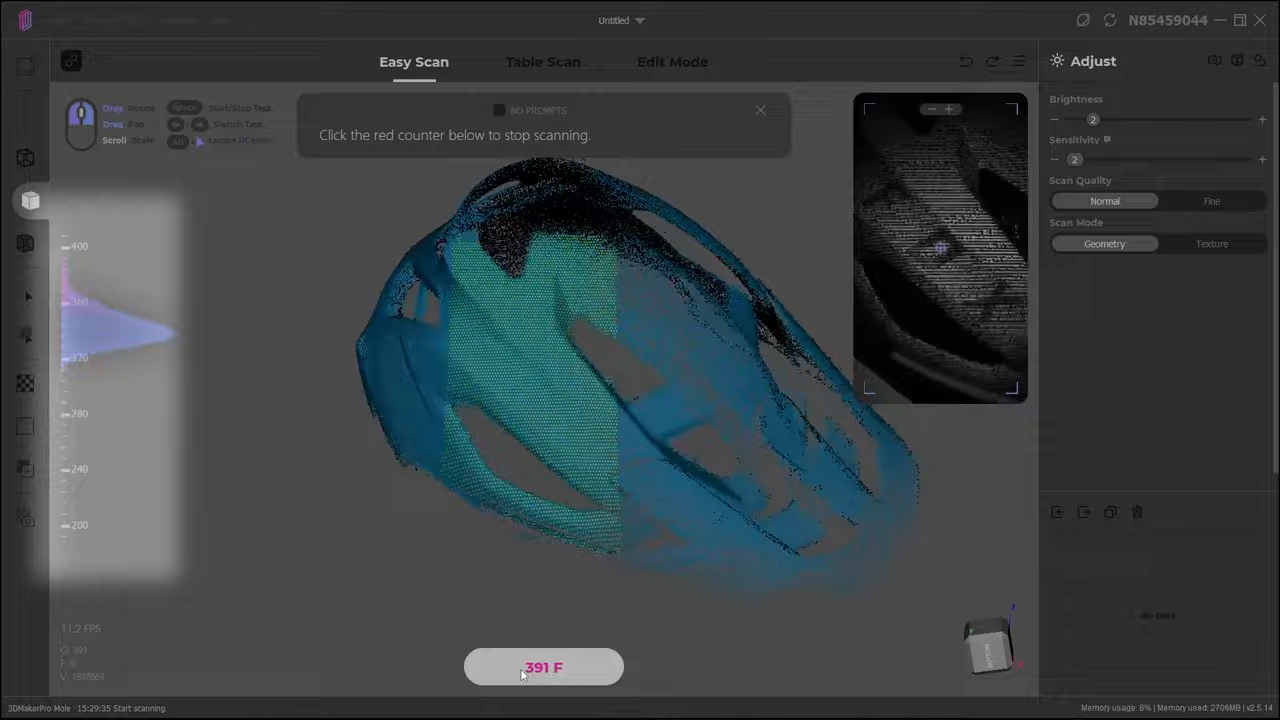 Untitled
N85459044
Easy Scan
Table Scan
Edit Mode
Adjust
Drag Rotate
Space Start/Stop Task
Drag Pan
Switch Task
Scroll Scale
Alt
NO PROMPTS
Click the red counter below to stop scanning.
Brightness
2
Sensitivity
2
Scan Quality
Normal
Fine
Scan Mode
Geometry
Texture
400
360
320
280
240
200
11.2 FPS
391 F
3DMakerPro Mole · 15:29:35 Start scanning
Memory usage: 8% | Memory used: 2706MB | v2.5.14